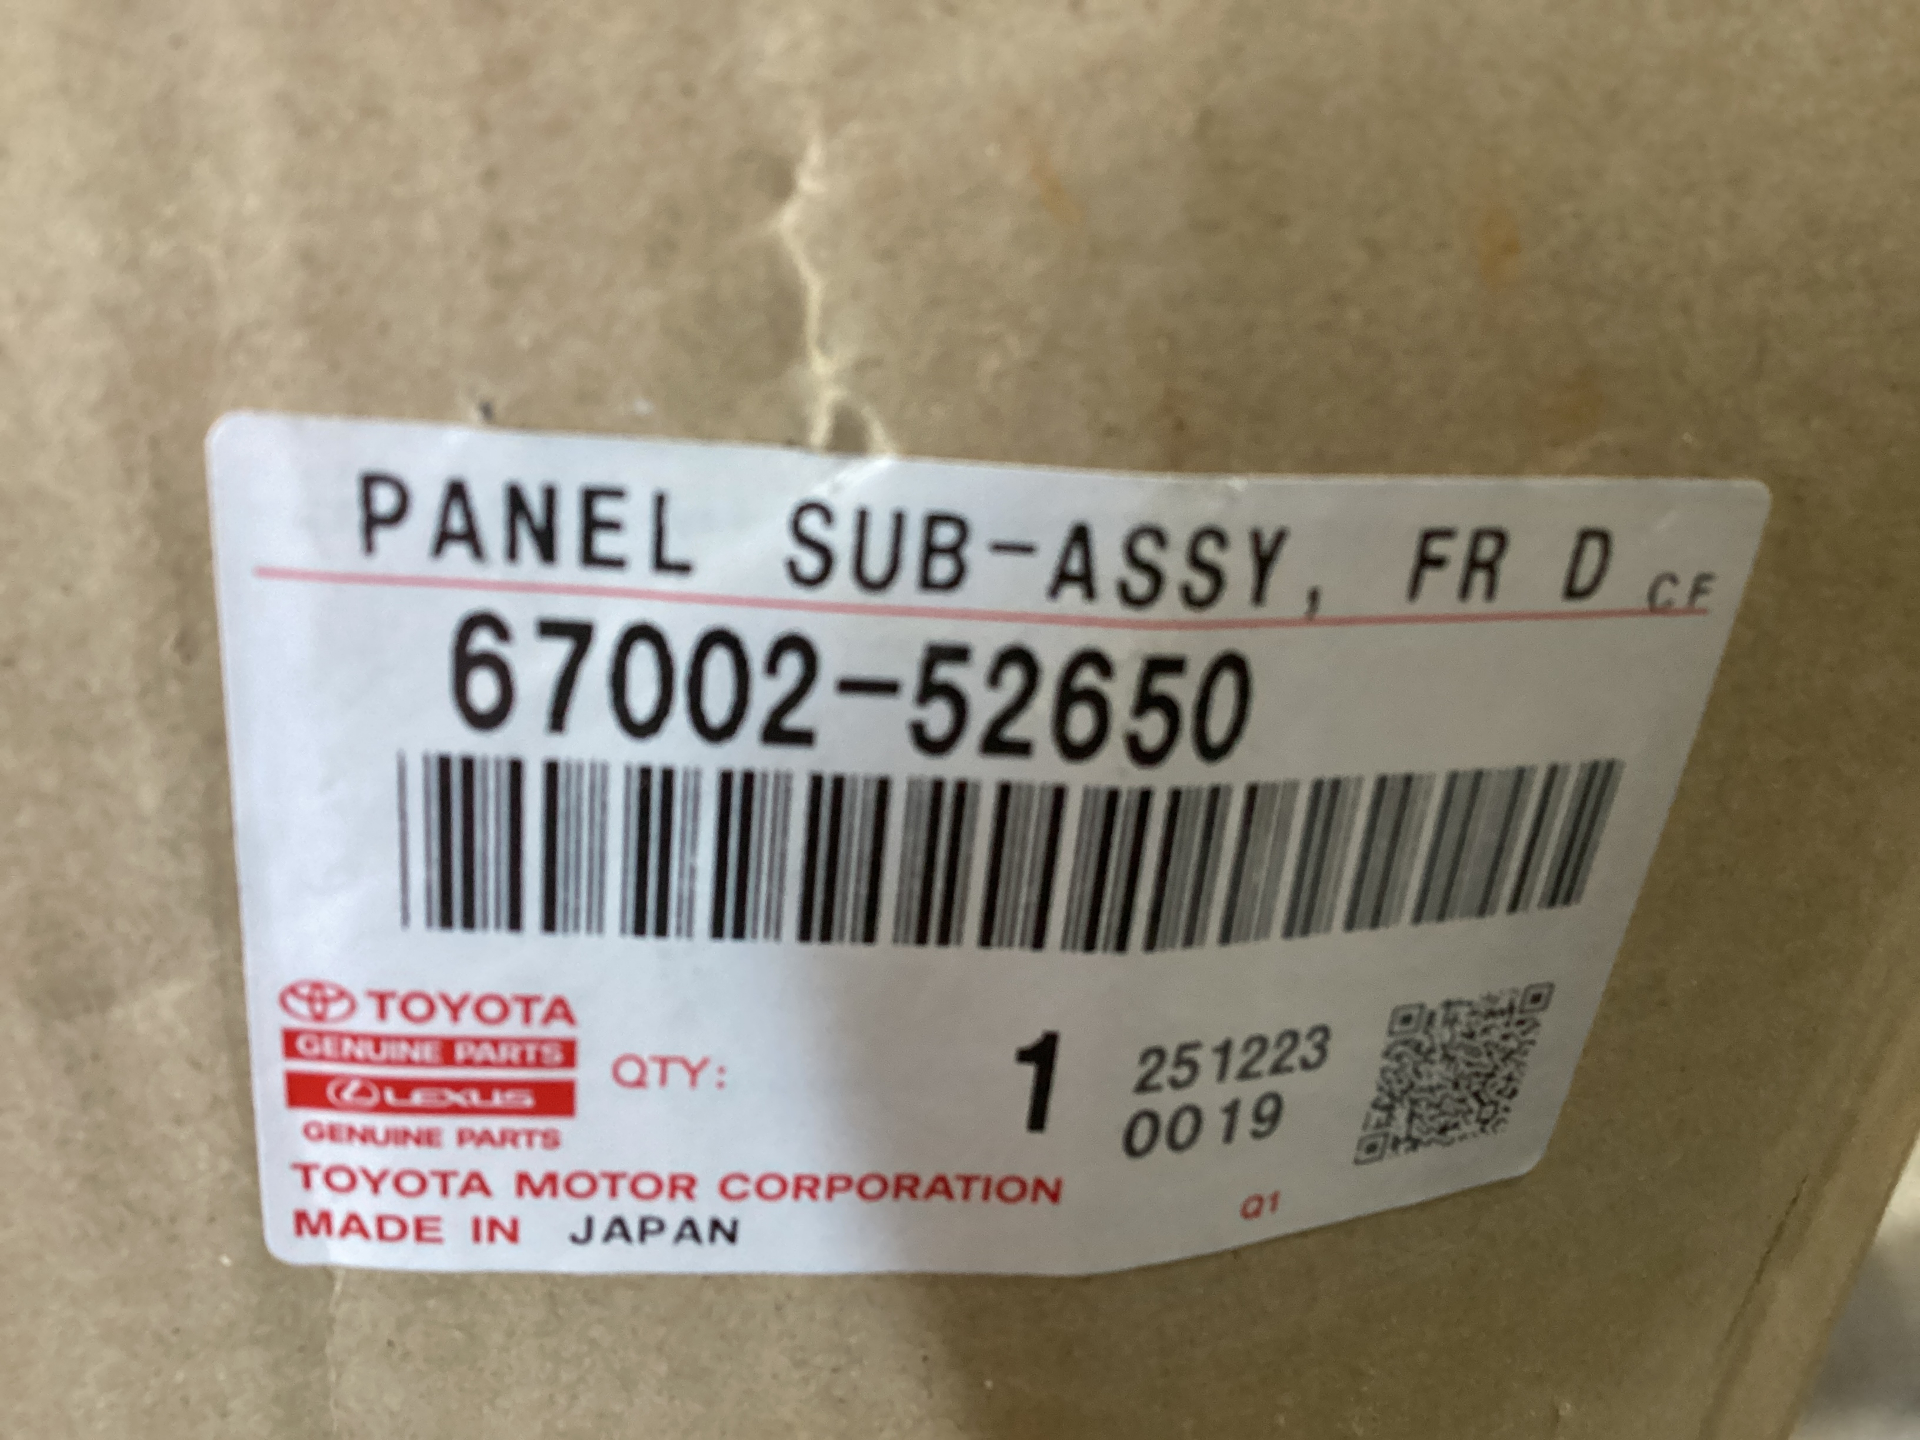 PANEL SUB-ASSY, FR D CF
67002-52650
TOYOTA
GENUINE PARTS
LEXUS
GENUINE PARTS
QTY: 1
251223
0019
TOYOTA MOTOR CORPORATION
MADE IN JAPAN
Q1